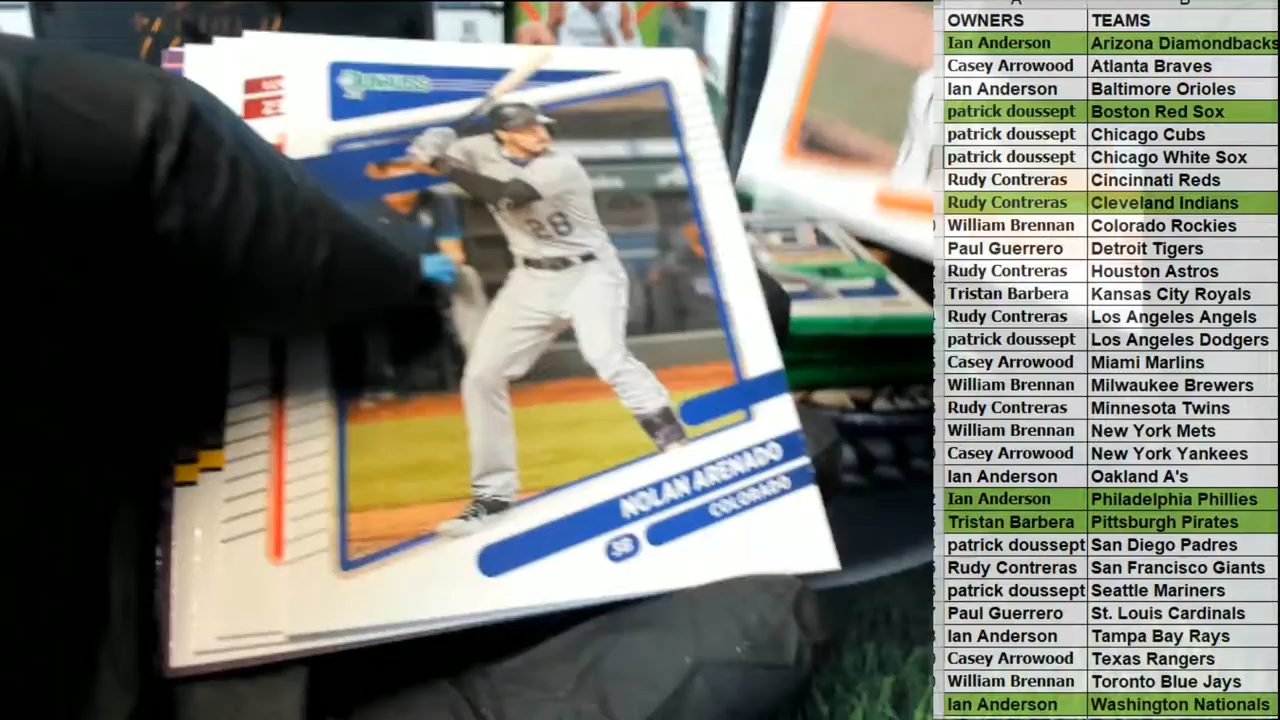 DONRUSS
28
NOLAN ARENADO
COLORADO
3B
OWNERS TEAMS
Ian Anderson Arizona Diamondbacks
Casey Arrowood Atlanta Braves
Ian Anderson Baltimore Orioles
patrick doussept Boston Red Sox
patrick doussept Chicago Cubs
patrick doussept Chicago White Sox
Rudy Contreras Cincinnati Reds
Rudy Contreras Cleveland Indians
William Brennan Colorado Rockies
Paul Guerrero Detroit Tigers
Rudy Contreras Houston Astros
Tristan Barbera Kansas City Royals
Rudy Contreras Los Angeles Angels
patrick doussept Los Angeles Dodgers
Casey Arrowood Miami Marlins
William Brennan Milwaukee Brewers
Rudy Contreras Minnesota Twins
William Brennan New York Mets
Casey Arrowood New York Yankees
Ian Anderson Oakland A's
Ian Anderson Philadelphia Phillies
Tristan Barbera Pittsburgh Pirates
patrick doussept San Diego Padres
Rudy Contreras San Francisco Giants
patrick doussept Seattle Mariners
Paul Guerrero St. Louis Cardinals
Ian Anderson Tampa Bay Rays
Casey Arrowood Texas Rangers
William Brennan Toronto Blue Jays
Ian Anderson Washington Nationals